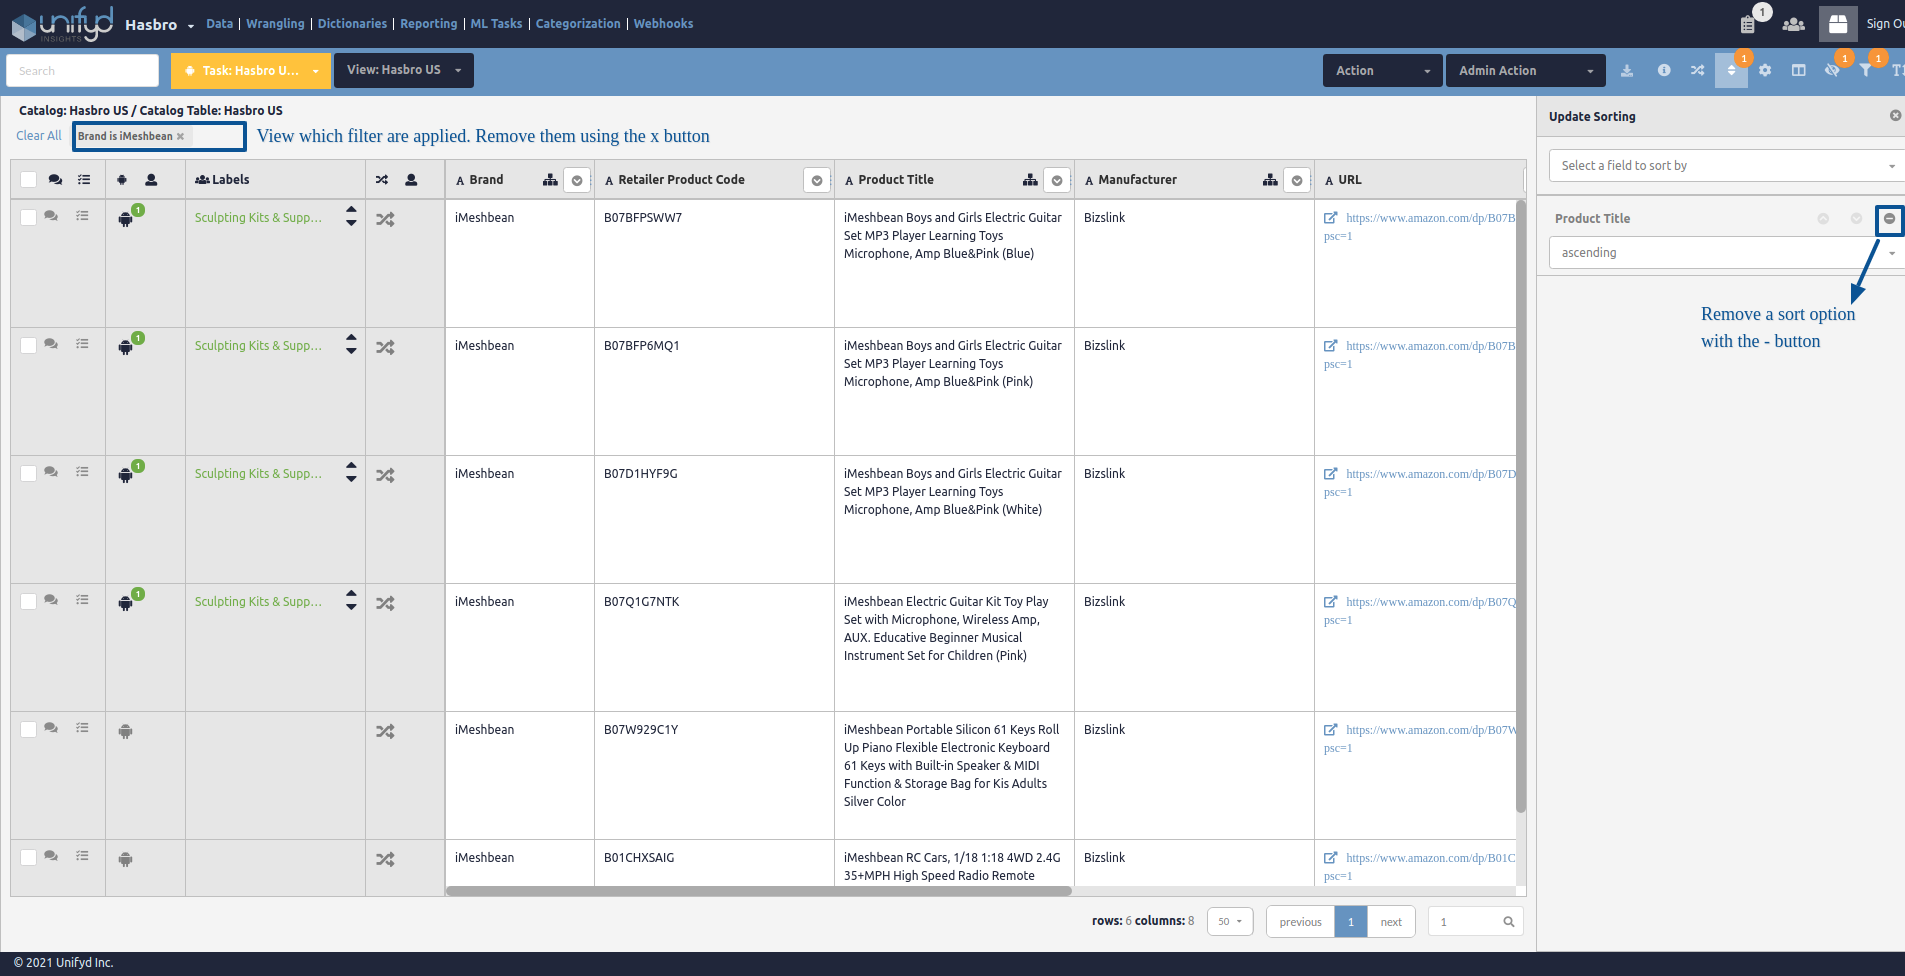 unifyd
INSIGHTS
Hasbro
Data | Wrangling | Dictionaries | Reporting | ML Tasks | Categorization | Webhooks
1
Sign Ou
Search
Task: Hasbro U...
View: Hasbro US
Action
Admin Action
1
1
1
Catalog: Hasbro US / Catalog Table: Hasbro US
Clear All
Brand is iMeshbean
View which filter are applied. Remove them using the x button
Labels
A Brand
A Retailer Product Code
A Product Title
A Manufacturer
A URL
1
Sculpting Kits & Supp...
iMeshbean
B07BFPSWW7
iMeshbean Boys and Girls Electric Guitar
Set MP3 Player Learning Toys
Microphone, Amp Blue&Pink (Blue)
Bizslink
https://www.amazon.com/dp/B07B
psc=1
1
Sculpting Kits & Supp...
iMeshbean
B07BFP6MQ1
iMeshbean Boys and Girls Electric Guitar
Set MP3 Player Learning Toys
Microphone, Amp Blue&Pink (Pink)
Bizslink
https://www.amazon.com/dp/B07B
psc=1
1
Sculpting Kits & Supp...
iMeshbean
B07D1HYF9G
iMeshbean Boys and Girls Electric Guitar
Set MP3 Player Learning Toys
Microphone, Amp Blue&Pink (White)
Bizslink
https://www.amazon.com/dp/B07D
psc=1
1
Sculpting Kits & Supp...
iMeshbean
B07Q1G7NTK
iMeshbean Electric Guitar Kit Toy Play
Set with Microphone, Wireless Amp,
AUX. Educative Beginner Musical
Instrument Set for Children (Pink)
Bizslink
https://www.amazon.com/dp/B07Q
psc=1
iMeshbean
B07W929C1Y
iMeshbean Portable Silicon 61 Keys Roll
Up Piano Flexible Electronic Keyboard
61 Keys with Built-in Speaker & MIDI
Function & Storage Bag for Kis Adults
Silver Color
Bizslink
https://www.amazon.com/dp/B07W
psc=1
iMeshbean
B01CHXSAIG
iMeshbean RC Cars, 1/18 1:18 4WD 2.4G
35+MPH High Speed Radio Remote
Bizslink
https://www.amazon.com/dp/B01C
psc=1
rows: 6 columns: 8
50
previous
1
next
1
Update Sorting
Select a field to sort by
Product Title
ascending
Remove a sort option
with the - button
© 2021 Unifyd Inc.